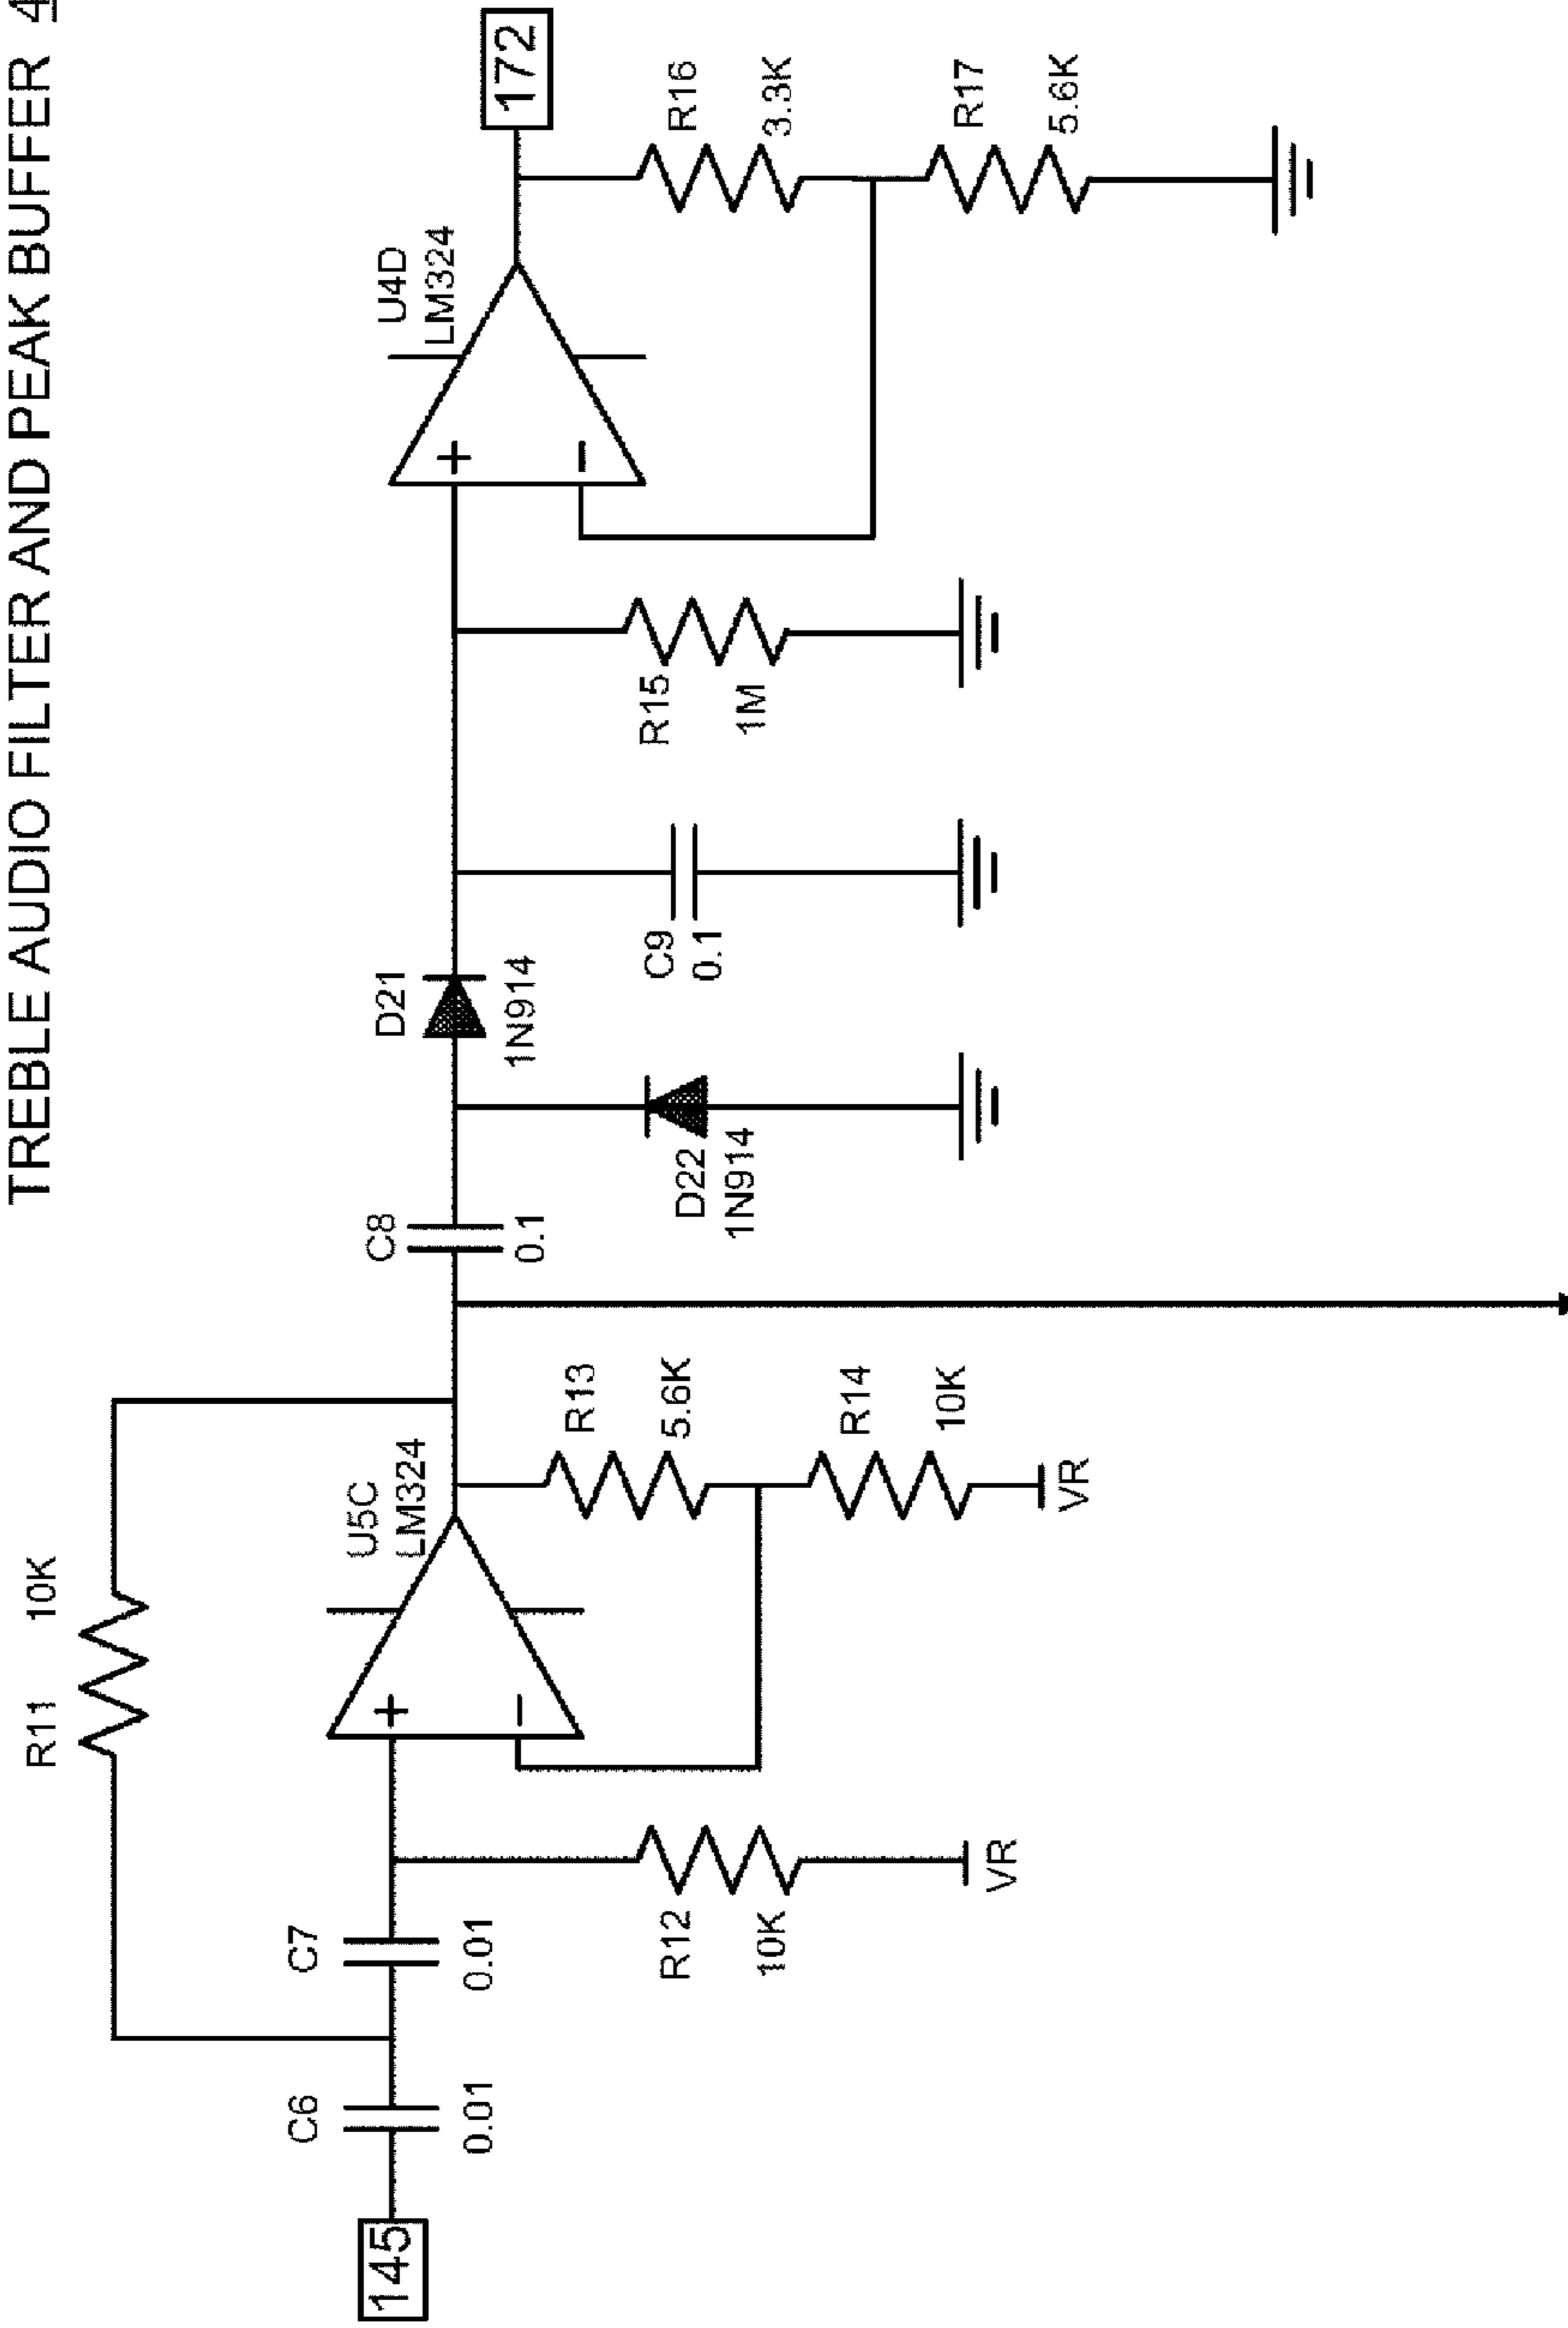 TREBLE AUDIO FILTER AND PEAK BUFFER
R11 10K
145
C6
0.01
C7
0.01
R12
10K
VR
U5C
LM324
+
−
R13
5.6K
R14
10K
VR
C8
0.1
D22
1N914
D21
1N914
C9
0.1
R15
1M
U4D
LM324
+
−
172
R16
3.3K
R17
5.6K